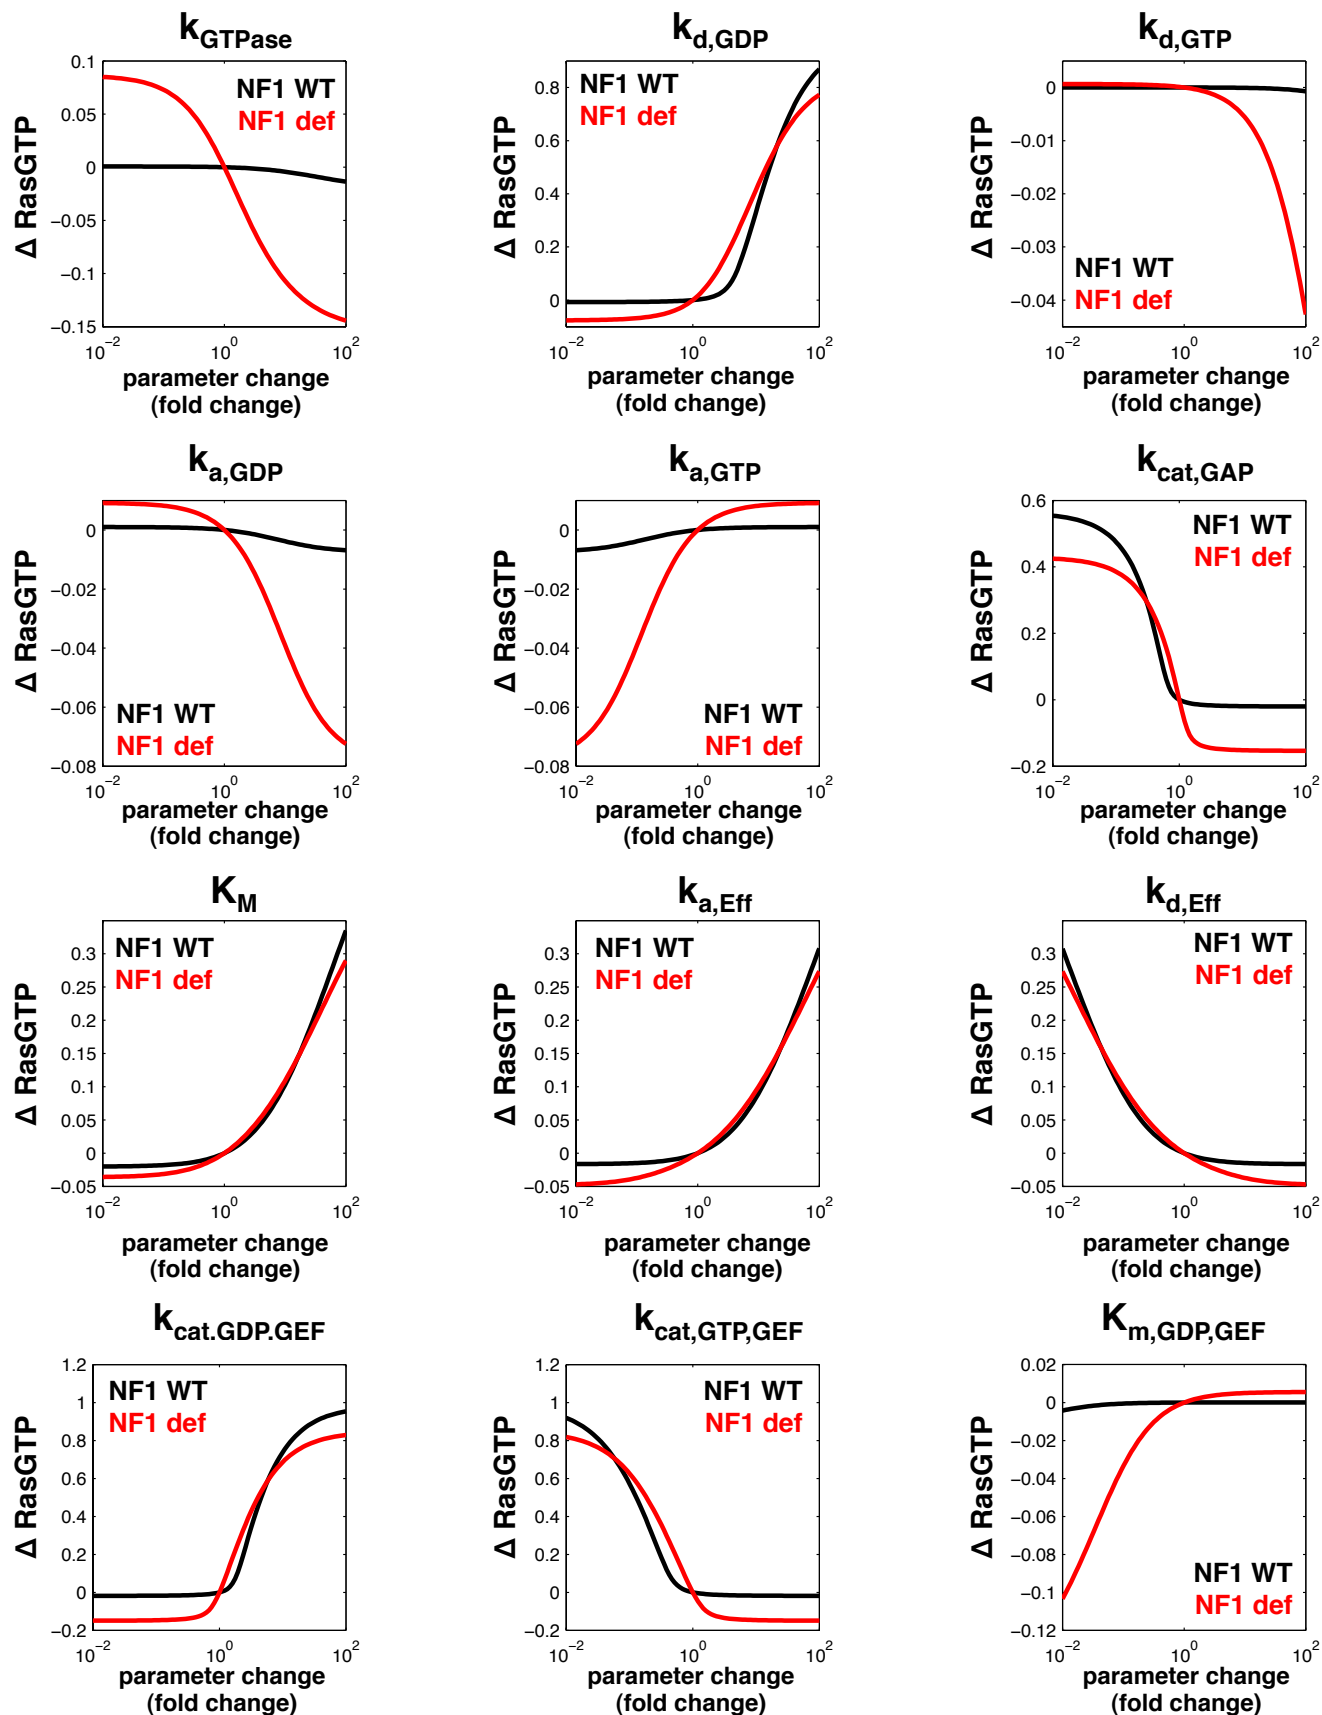 k_GTPase
0.1
0.05
0
−0.05
−0.1
−0.15
10^−2
10^0
10^2
Δ RasGTP
NF1 WT
NF1 def
parameter change
(fold change)
k_d,GDP
0.8
0.6
0.4
0.2
0
10^−2
10^0
10^2
Δ RasGTP
NF1 WT
NF1 def
parameter change
(fold change)
k_d,GTP
0
−0.01
−0.02
−0.03
−0.04
10^−2
10^0
10^2
Δ RasGTP
NF1 WT
NF1 def
parameter change
(fold change)
k_a,GDP
0
−0.02
−0.04
−0.06
−0.08
10^−2
10^0
10^2
Δ RasGTP
NF1 WT
NF1 def
parameter change
(fold change)
k_a,GTP
0
−0.02
−0.04
−0.06
−0.08
10^−2
10^0
10^2
Δ RasGTP
NF1 WT
NF1 def
parameter change
(fold change)
k_cat,GAP
0.6
0.4
0.2
0
−0.2
10^−2
10^0
10^2
Δ RasGTP
NF1 WT
NF1 def
parameter change
(fold change)
K_M
0.3
0.25
0.2
0.15
0.1
0.05
0
−0.05
10^−2
10^0
10^2
Δ RasGTP
NF1 WT
NF1 def
parameter change
(fold change)
k_a,Eff
0.3
0.25
0.2
0.15
0.1
0.05
0
−0.05
10^−2
10^0
10^2
Δ RasGTP
NF1 WT
NF1 def
parameter change
(fold change)
k_d,Eff
0.3
0.25
0.2
0.15
0.1
0.05
0
−0.05
10^−2
10^0
10^2
Δ RasGTP
NF1 WT
NF1 def
parameter change
(fold change)
k_cat.GDP.GEF
1.2
1
0.8
0.6
0.4
0.2
0
−0.2
10^−2
10^0
10^2
Δ RasGTP
NF1 WT
NF1 def
parameter change
(fold change)
k_cat,GTP,GEF
1.2
1
0.8
0.6
0.4
0.2
0
−0.2
10^−2
10^0
10^2
Δ RasGTP
NF1 WT
NF1 def
parameter change
(fold change)
K_m,GDP,GEF
0.02
0
−0.02
−0.04
−0.06
−0.08
−0.1
−0.12
10^−2
10^0
10^2
Δ RasGTP
NF1 WT
NF1 def
parameter change
(fold change)